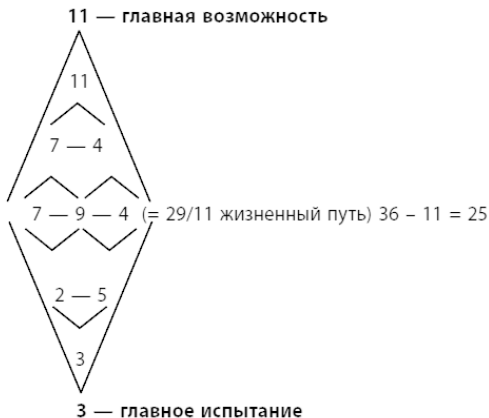 11 — главная возможность
11
7 — 4
7 — 9 — 4 (= 29/11 жизненный путь) 36 – 11 = 25
2 — 5
3
3 — главное испытание